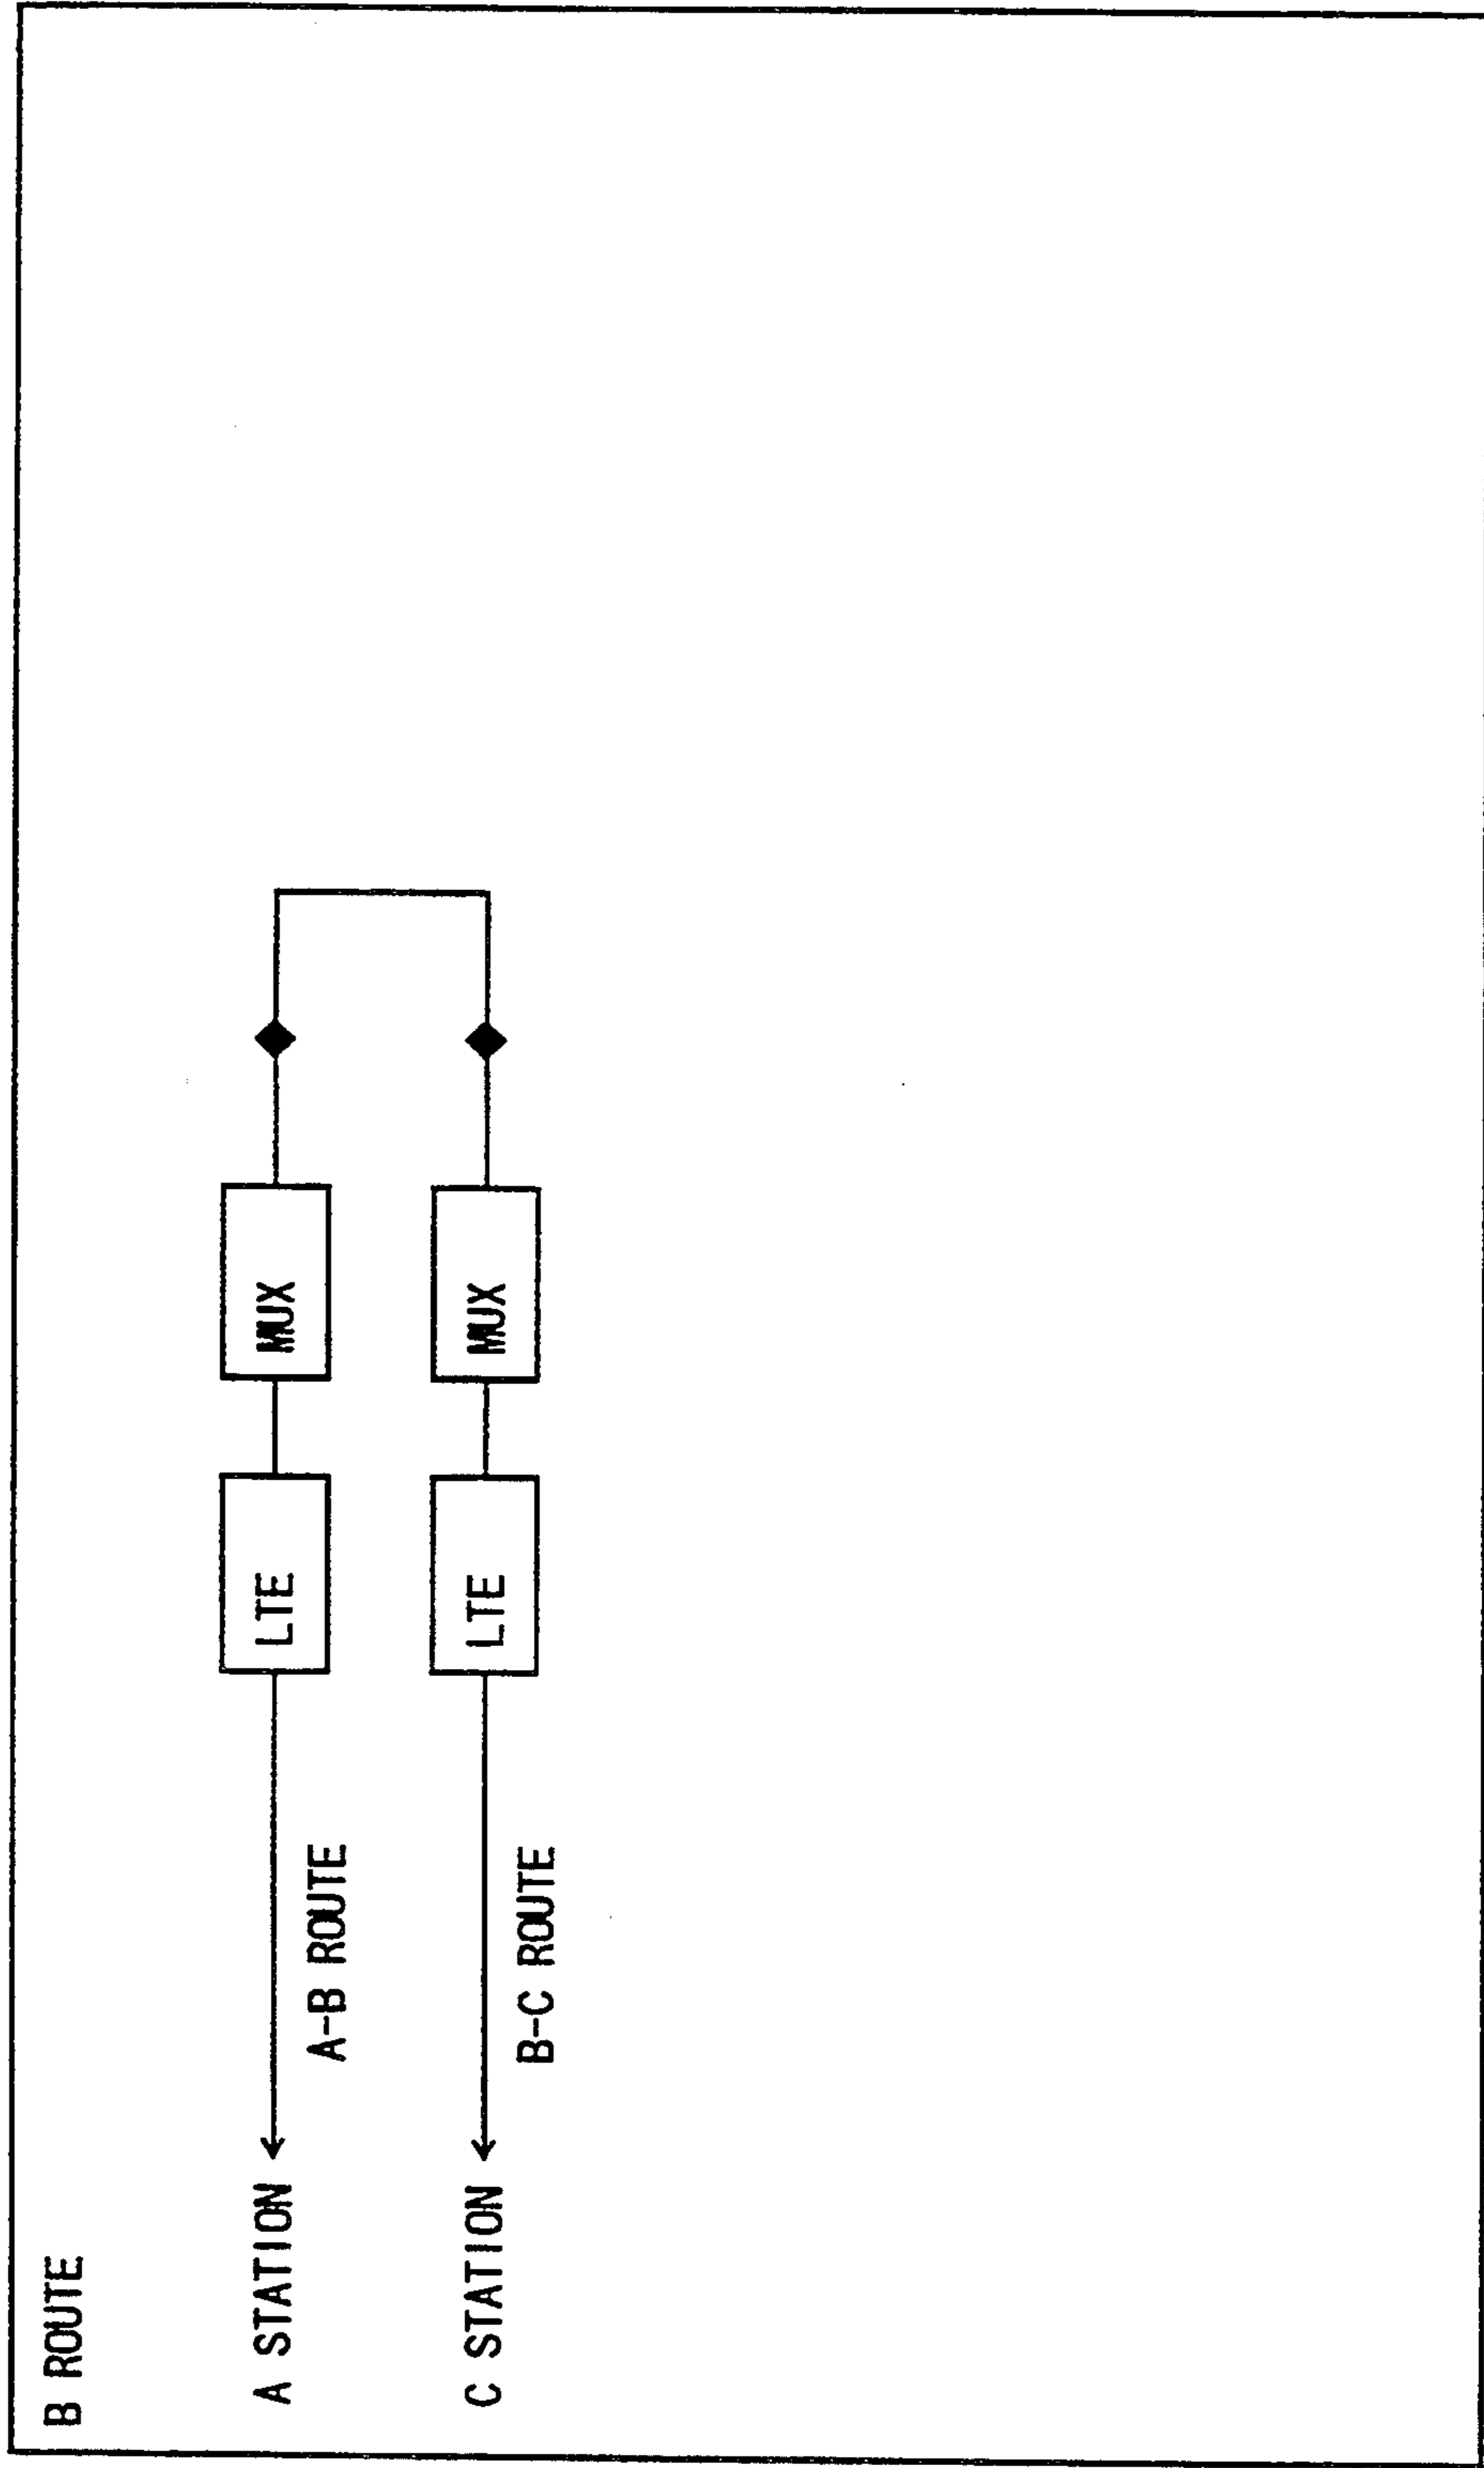 B ROUTE
A STATION
LTE
MUX
A-B ROUTE
C STATION
LTE
MUX
B-C ROUTE